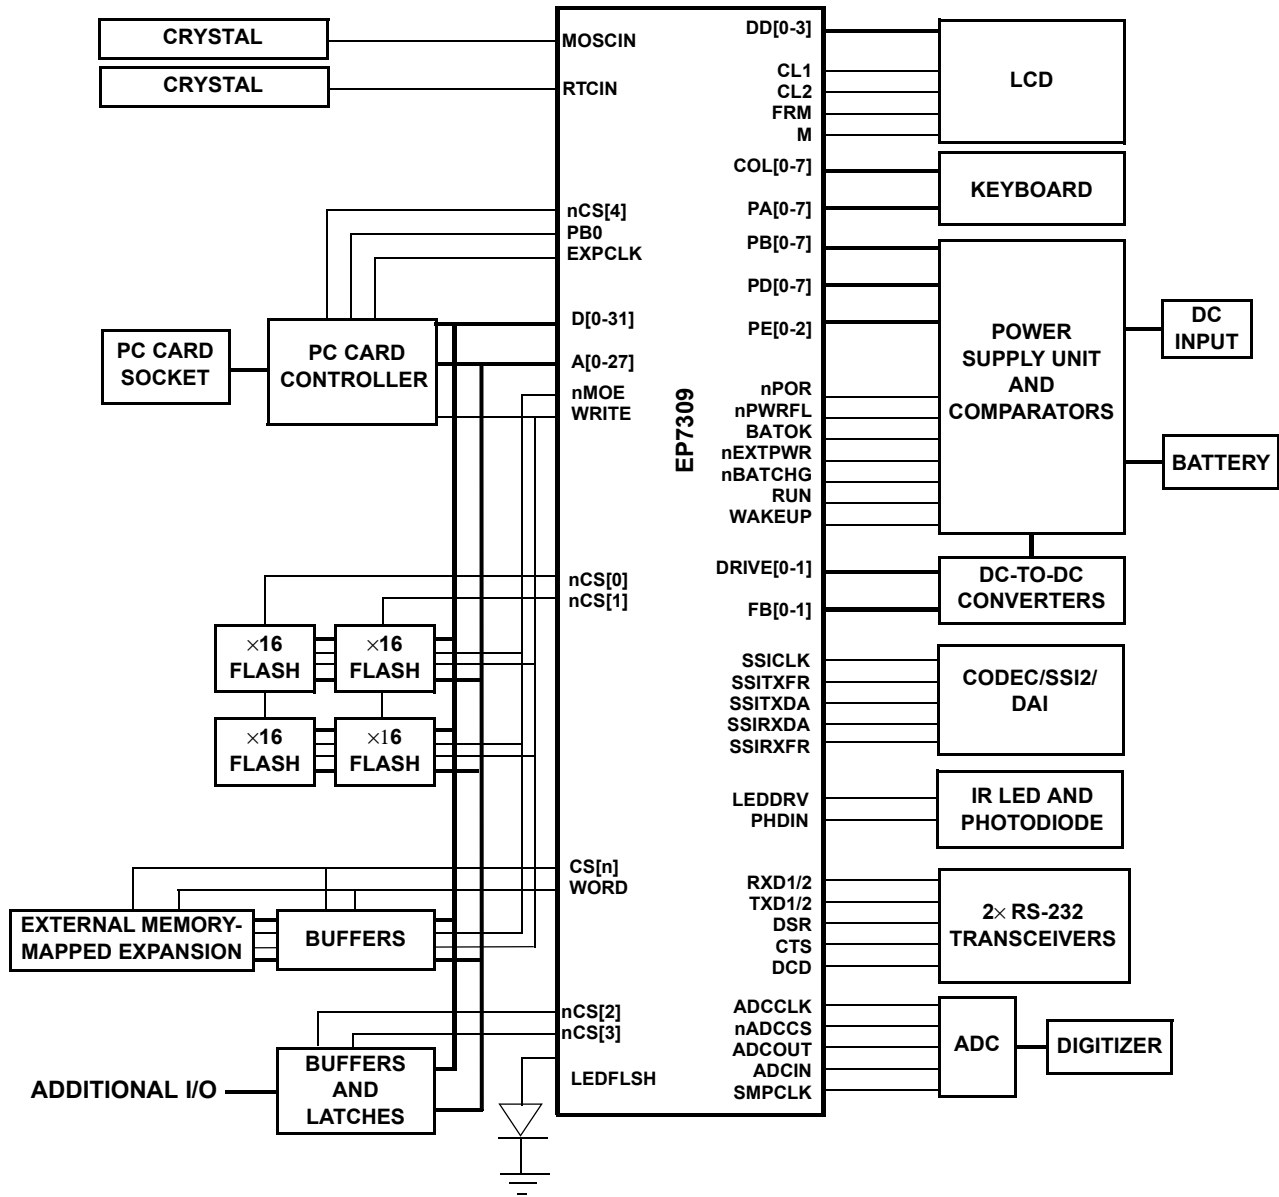 CRYSTAL
CRYSTAL
MOSCIN
RTCIN
nCS[4]
PB0
EXPCLK
D[0-31]
A[0-27]
nMOE
WRITE
PC CARD
SOCKET
PC CARD
CONTROLLER
nCS[0]
nCS[1]
×16
FLASH
×16
FLASH
×16
FLASH
×16
FLASH
CS[n]
WORD
EXTERNAL MEMORY-
MAPPED EXPANSION
BUFFERS
nCS[2]
nCS[3]
LEDFLSH
ADDITIONAL I/O
BUFFERS
AND
LATCHES
EP7309
DD[0-3]
CL1
CL2
FRM
M
COL[0-7]
PA[0-7]
PB[0-7]
PD[0-7]
PE[0-2]
nPOR
nPWRFL
BATOK
nEXTPWR
nBATCHG
RUN
WAKEUP
DRIVE[0-1]
FB[0-1]
SSICLK
SSITXFR
SSITXDA
SSIRXDA
SSIRXFR
LEDDRV
PHDIN
RXD1/2
TXD1/2
DSR
CTS
DCD
ADCCLK
nADCCS
ADCOUT
ADCIN
SMPCLK
LCD
KEYBOARD
POWER
SUPPLY UNIT
AND
COMPARATORS
DC
INPUT
BATTERY
DC-TO-DC
CONVERTERS
CODEC/SSI2/
DAI
IR LED AND
PHOTODIODE
2× RS-232
TRANSCEIVERS
ADC
DIGITIZER